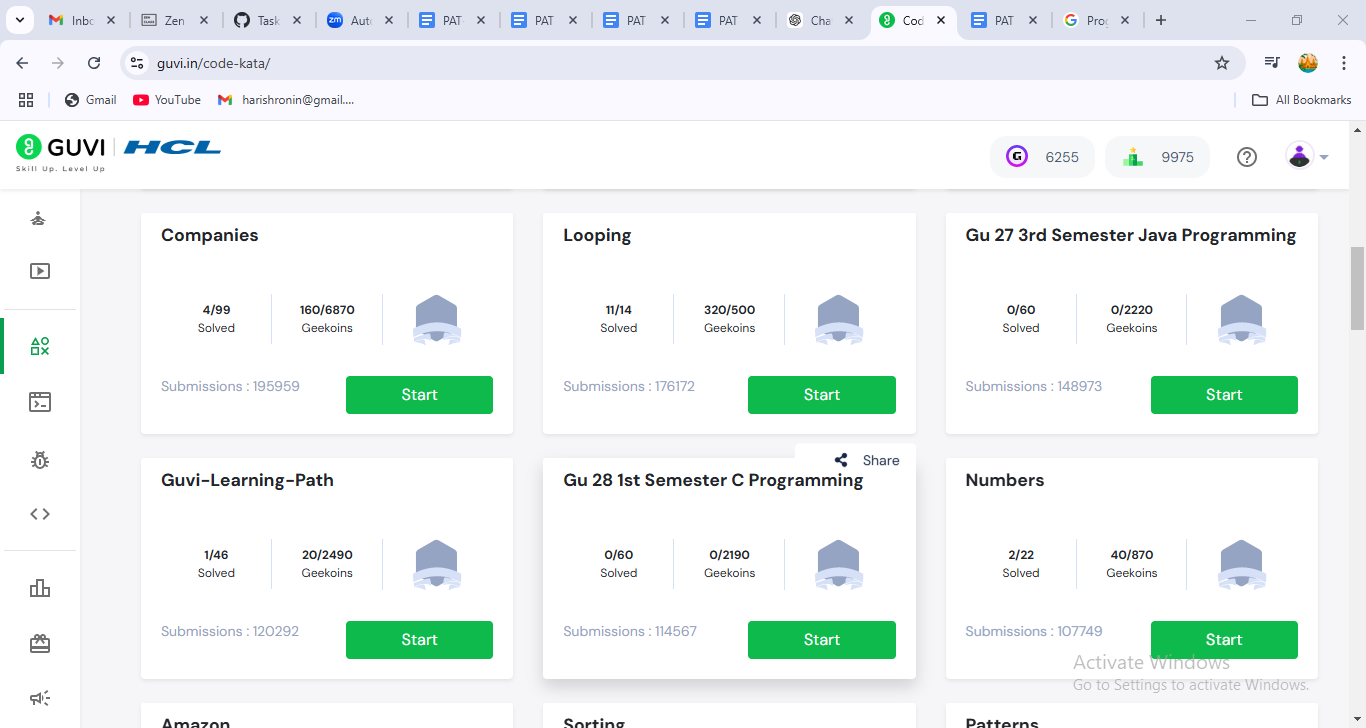 Inbc
Zen
Task
zm
Auto
PAT
PAT
PAT
PAT
Cha
Cod
PAT
Prog
guvi.in/code-kata/
Gmail
YouTube
harishronin@gmail....
All Bookmarks
GUVI
HCL
Skill Up. Level Up
6255
9975
Companies
4/99
Solved
160/6870
Geekoins
Submissions : 195959
Start
Looping
11/14
Solved
320/500
Geekoins
Submissions : 176172
Start
Gu 27 3rd Semester Java Programming
0/60
Solved
0/2220
Geekoins
Submissions : 148973
Start
Guvi-Learning-Path
1/46
Solved
20/2490
Geekoins
Submissions : 120292
Start
Share
Gu 28 1st Semester C Programming
0/60
Solved
0/2190
Geekoins
Submissions : 114567
Start
Numbers
2/22
Solved
40/870
Geekoins
Submissions : 107749
Start
Activate Windows
Go to Settings to activate Windows.
Amazon
Sorting
Patterns